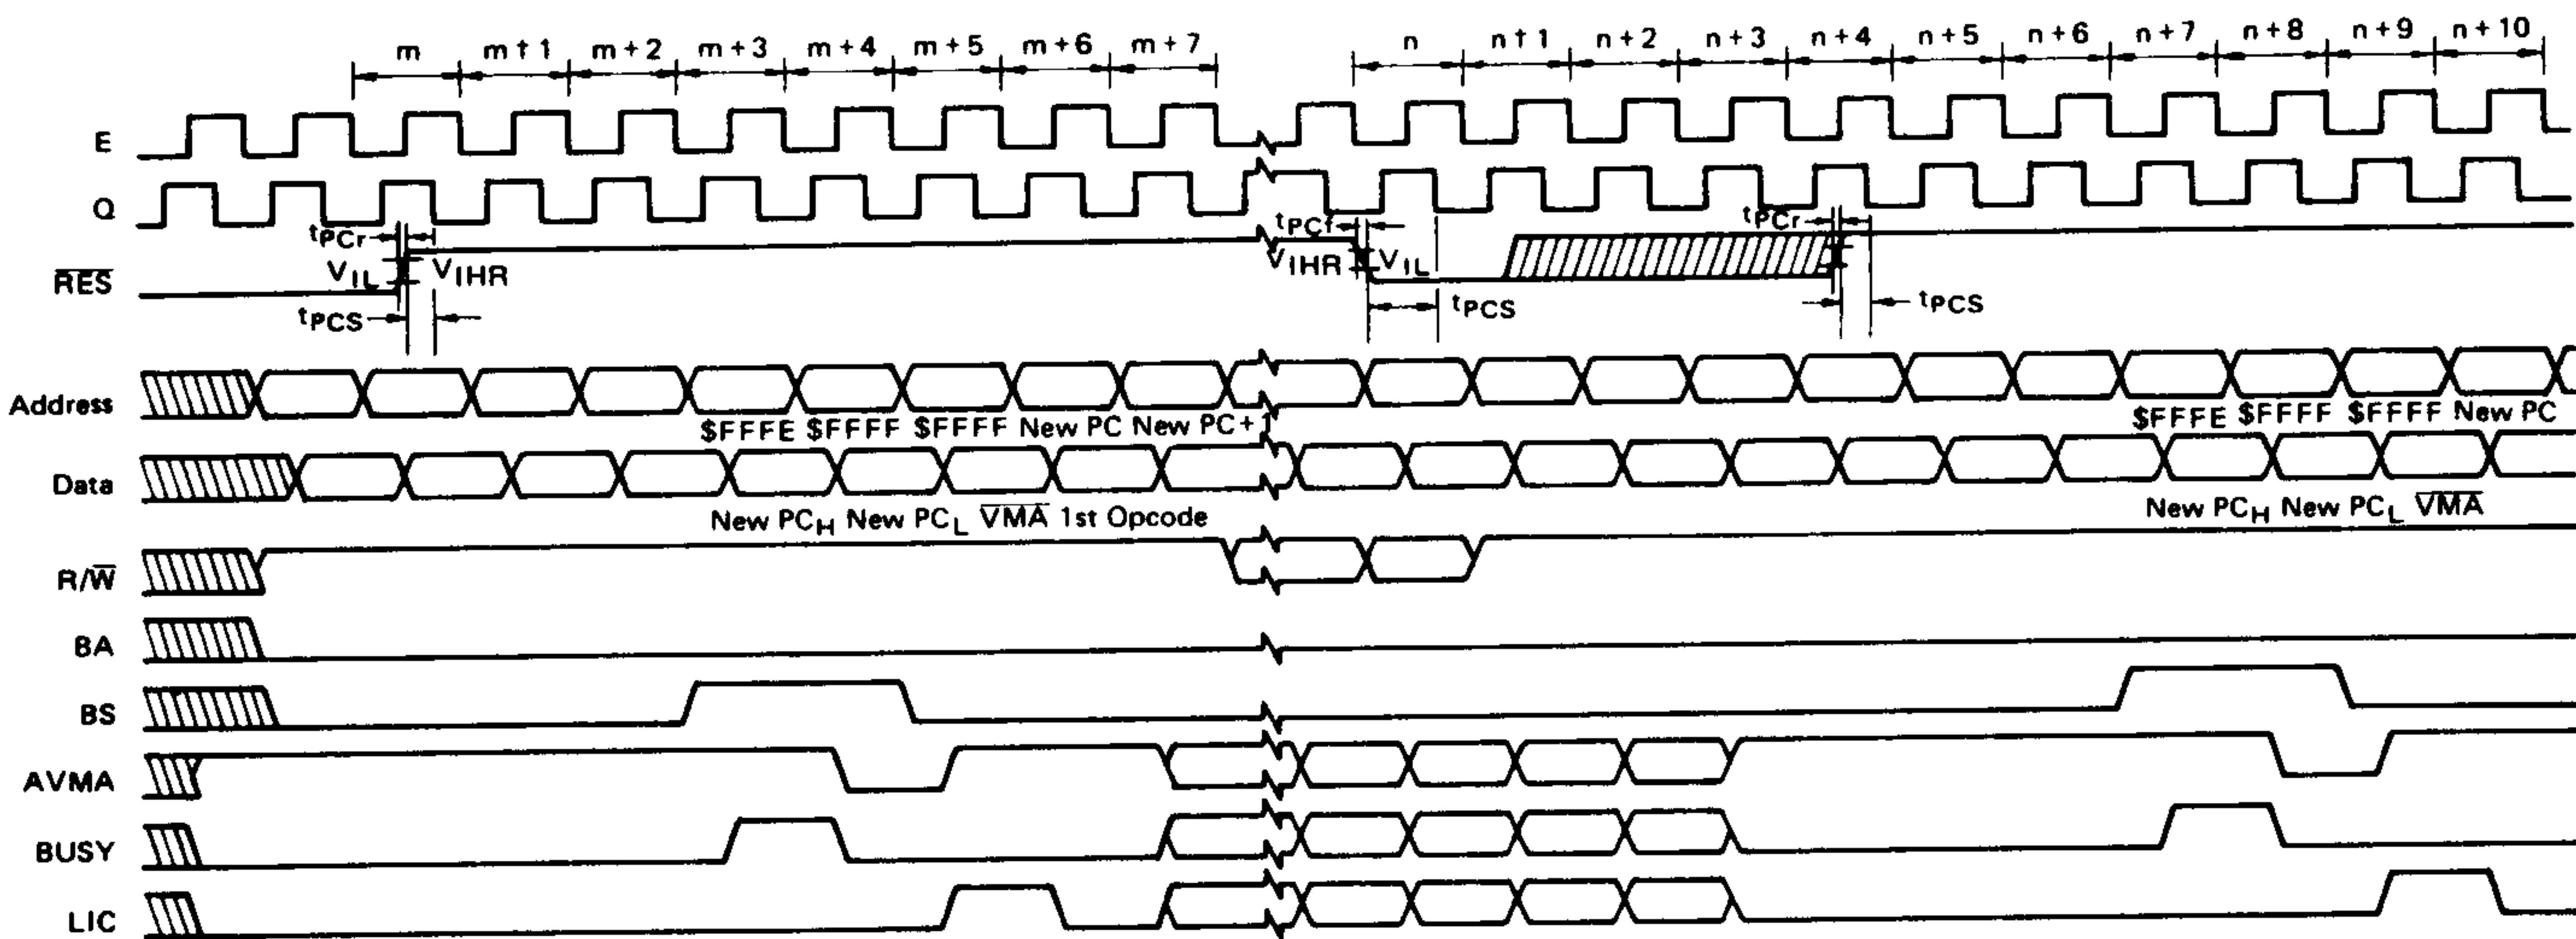 m m+1 m+2 m+3 m+4 m+5 m+6 m+7 n n+1 n+2 n+3 n+4 n+5 n+6 n+7 n+8 n+9 n+10
E
Q
tPCr tPCf tPCr
RES VIL VIHR VIHR VIL
tPCS tPCS tPCS
Address
$FFFE $FFFF $FFFF New PC New PC+1 $FFFE $FFFF $FFFF New PC
Data
New PCH New PCL VMA 1st Opcode New PCH New PCL VMA
R/W
BA
BS
AVMA
BUSY
LIC